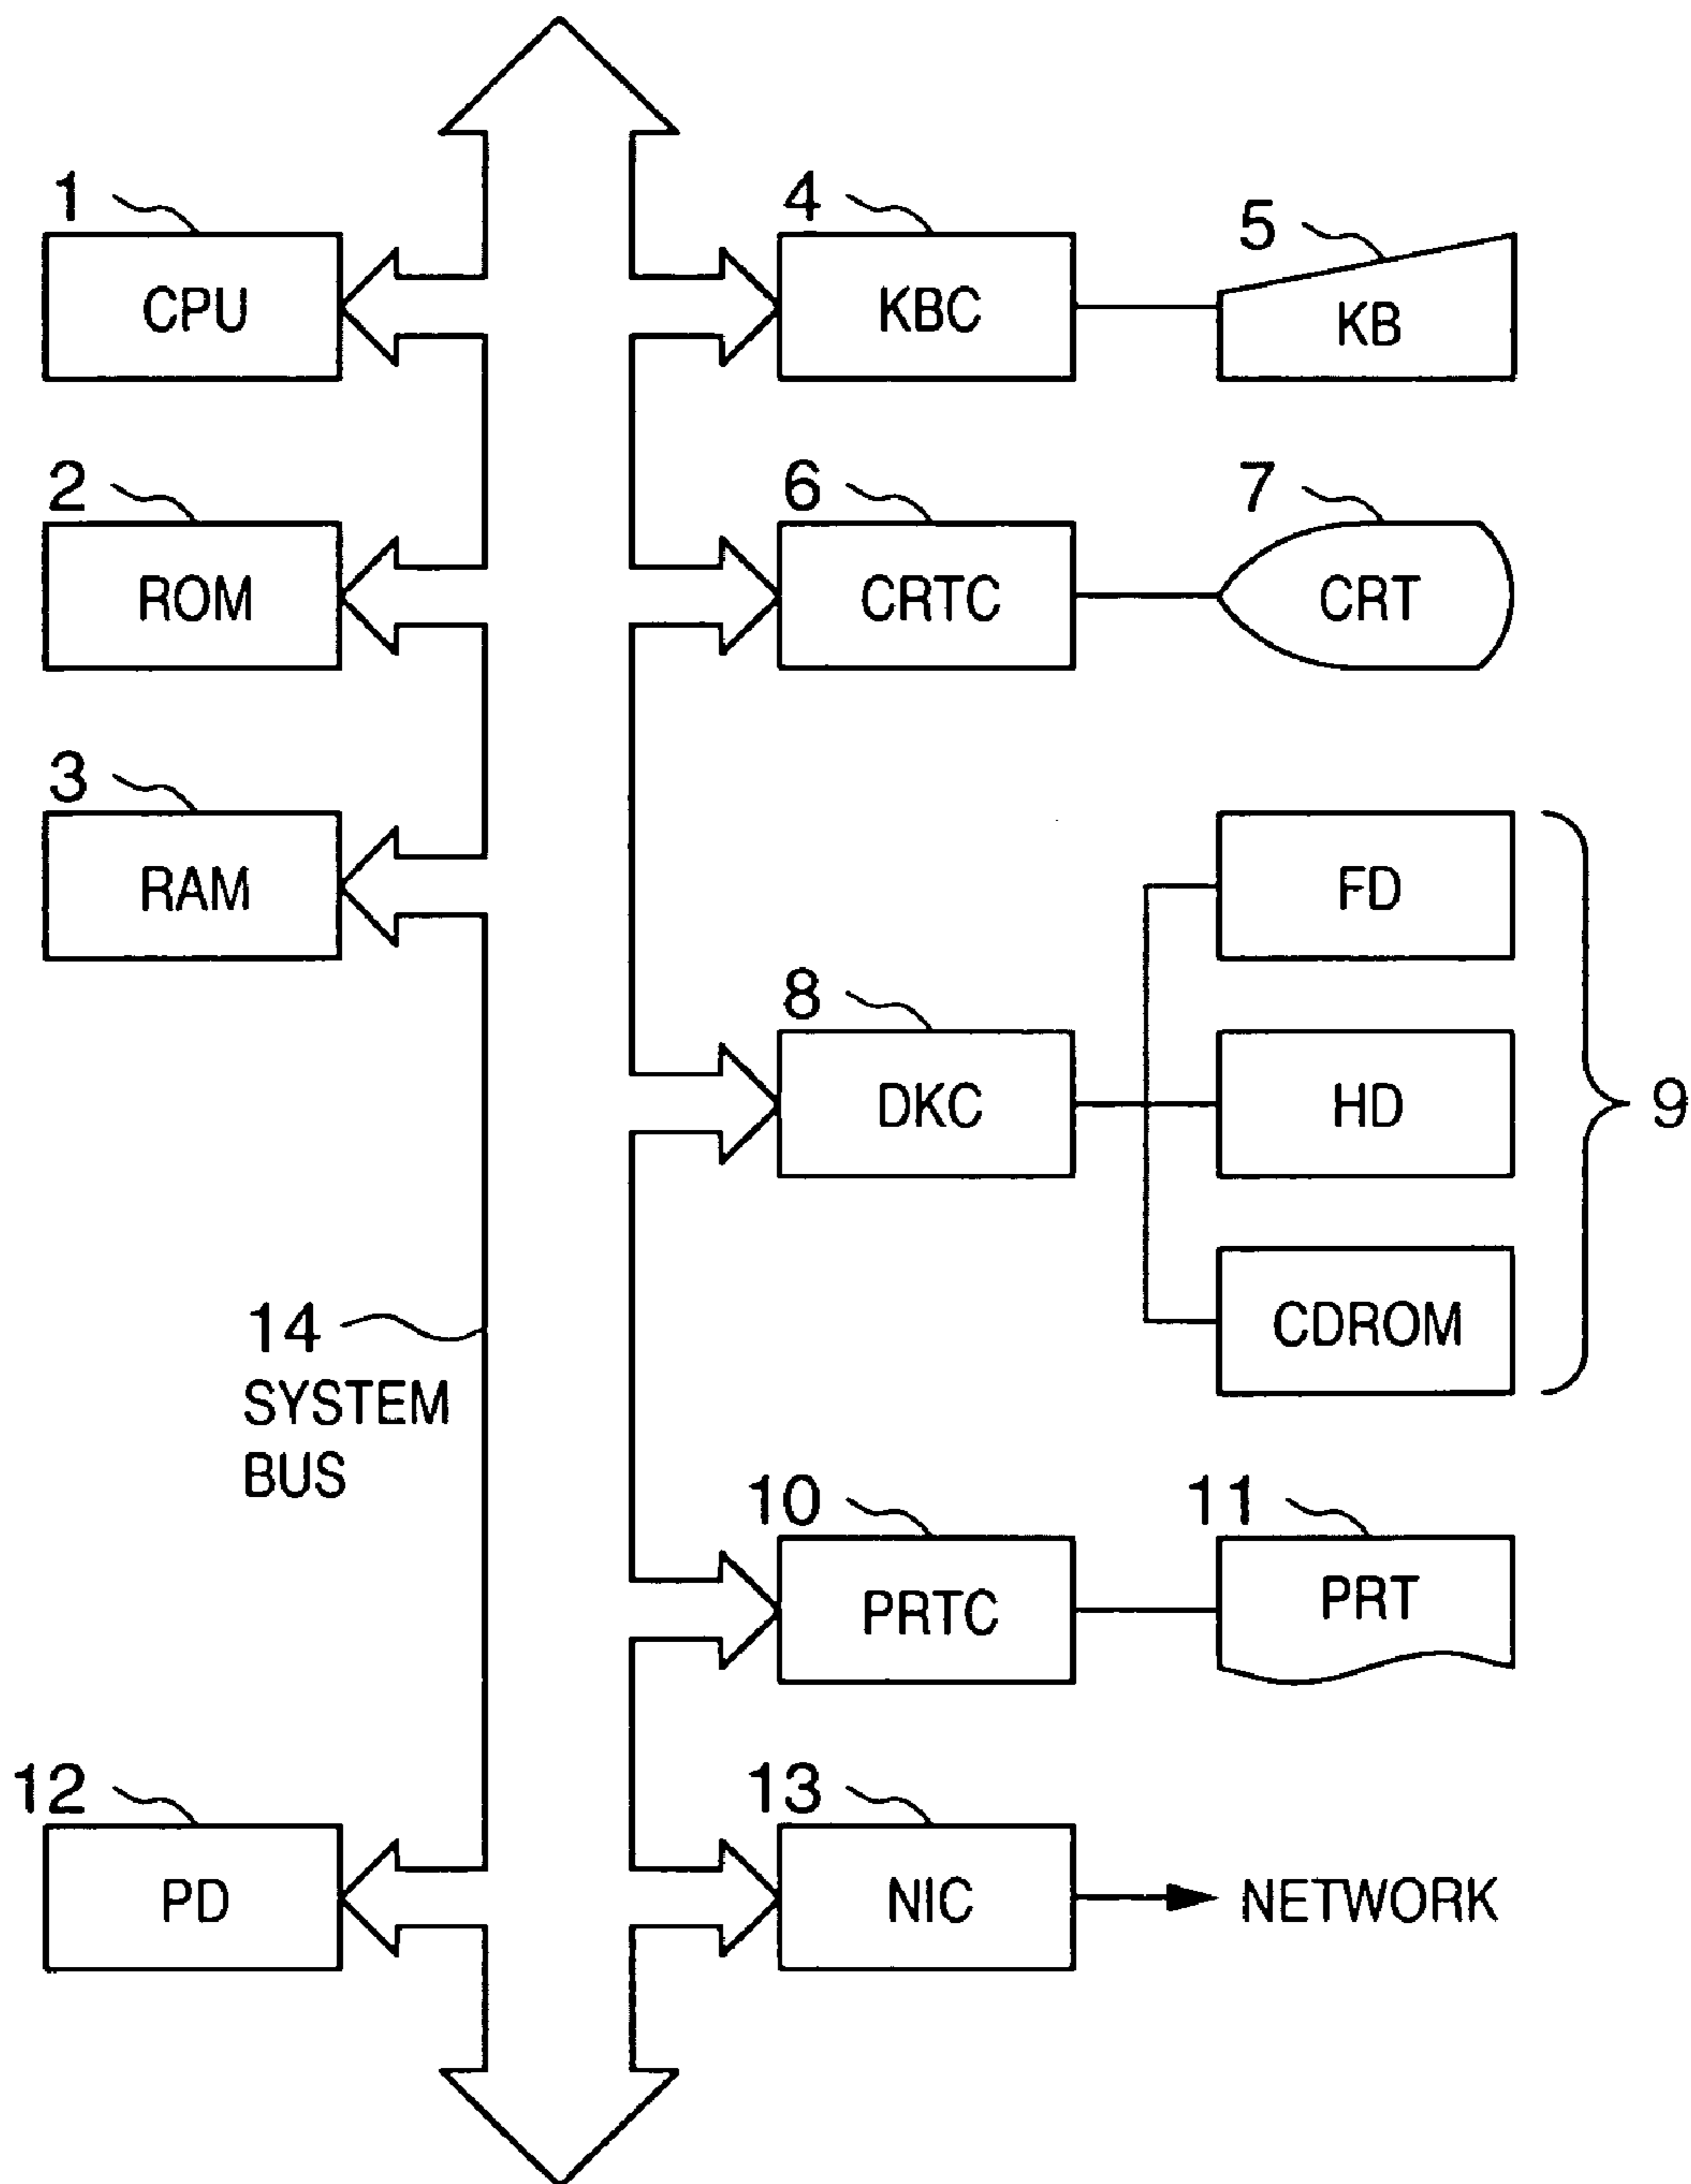 1
CPU
4
KBC
5
KB
2
ROM
6
CRTC
7
CRT
3
RAM
FD
8
DKC
HD
9
CDROM
14
SYSTEM
BUS
10
PRTC
11
PRT
12
PD
13
NIC
NETWORK